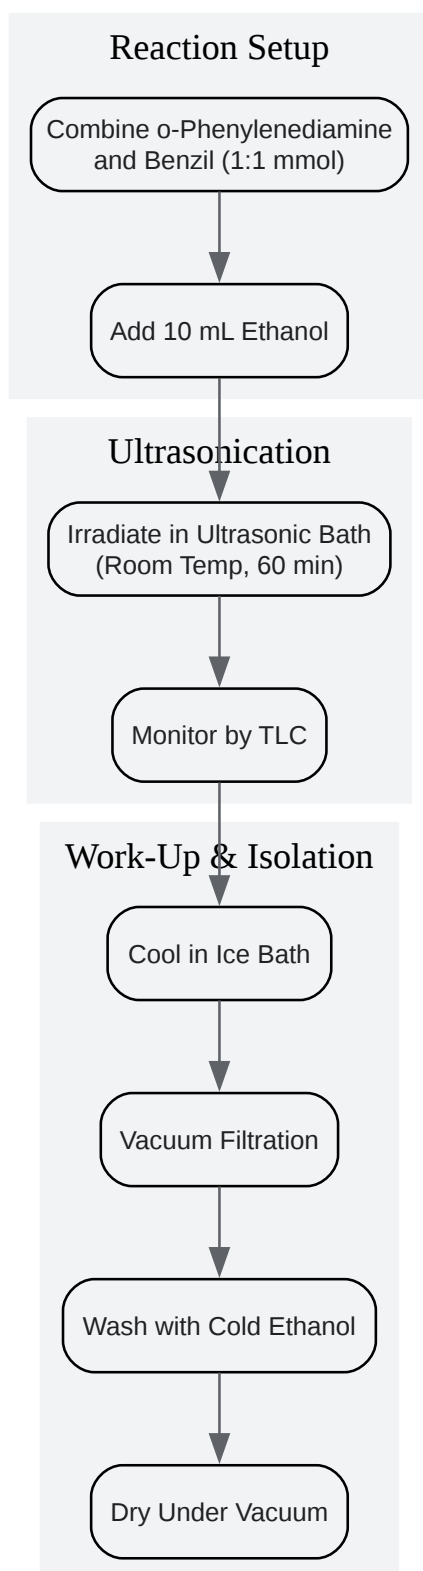 Reaction Setup
Combine o-Phenylenediamine
and Benzil (1:1 mmol)
Add 10 mL Ethanol
Ultrasonication
Irradiate in Ultrasonic Bath
(Room Temp, 60 min)
Monitor by TLC
Work-Up & Isolation
Cool in Ice Bath
Vacuum Filtration
Wash with Cold Ethanol
Dry Under Vacuum